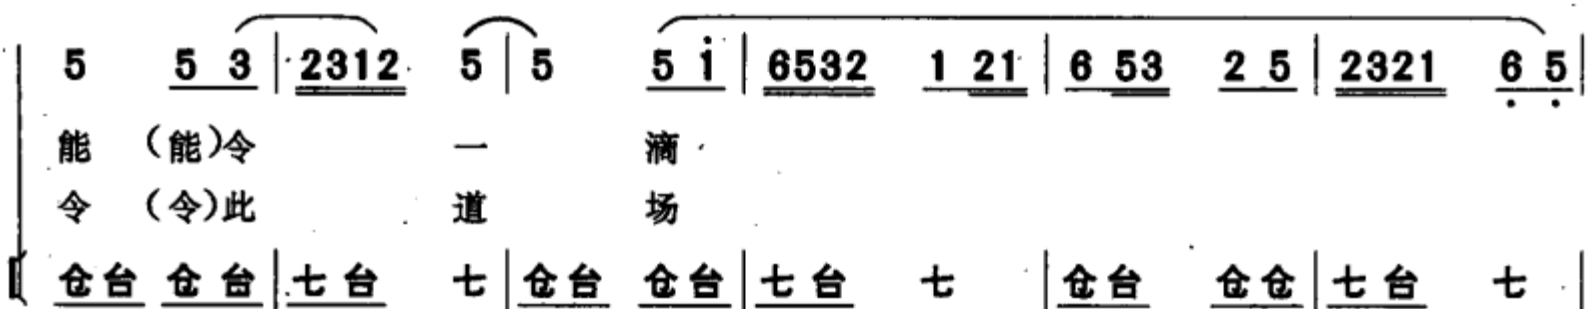 5 5 3 | 2312 5 | 5 5 i̇ | 6532 1 21 | 6 53 2 5 | 2321 6̣ 5̣ |
能 (能)令 一 滴
令 (令)此 道 场
仓台 仓台 | 七台 七 | 仓台 仓台 | 七台 七 | 仓台 仓仓 | 七台 七 |